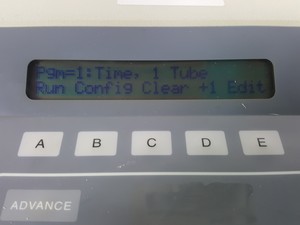 Pgm=1:Time, 1 Tube
Run Config Clear +1 Edit
A B C D E
ADVANCE